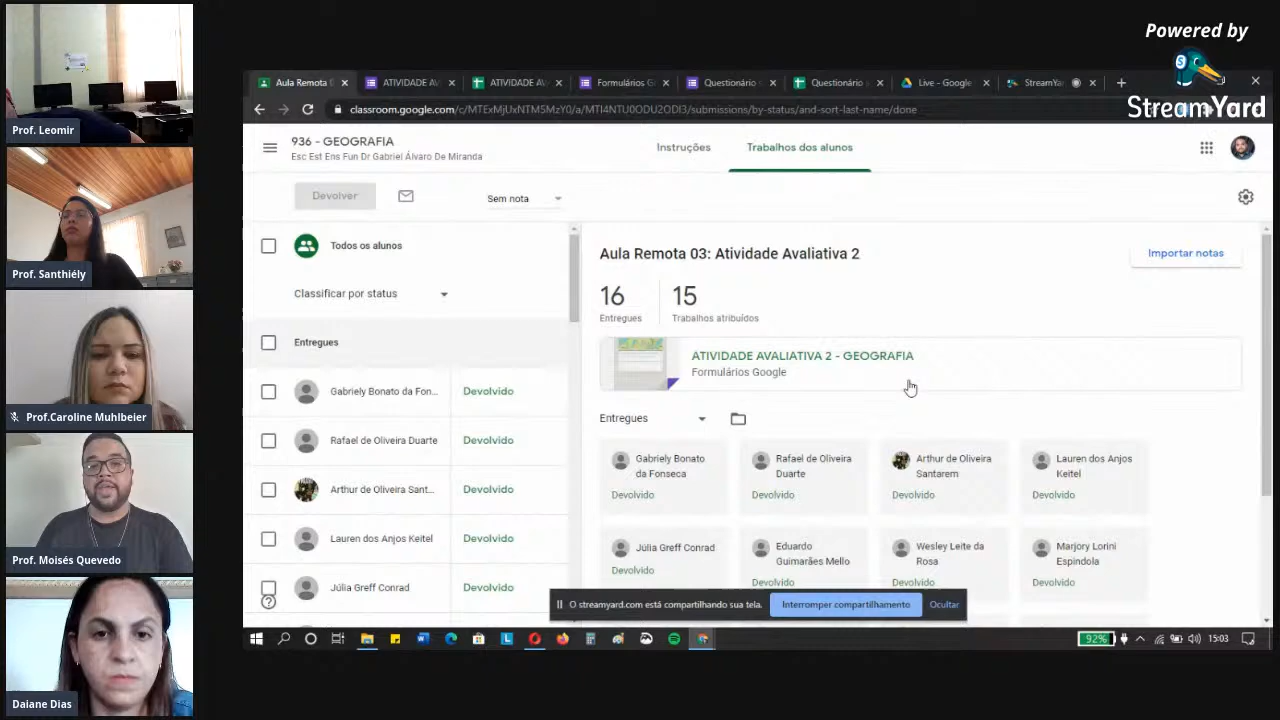 Powered by
StreamYard
Prof. Leomir
Prof. Santhiély
Prof.Caroline Muhlbeier
Prof. Moisés Quevedo
Daiane Dias
Aula Remota 0
ATIVIDADE AV
ATIVIDADE AV
Formulários G
Questionário
Questionário
Live - Google
StreamYa
classroom.google.com/c/MTExMjUxNTM5MzY0/a/MTI4NTU0ODU2ODI3/submissions/by-status/and-sort-last-name/done
936 - GEOGRAFIA
Esc Est Ens Fun Dr Gabriel Álvaro De Miranda
Instruções
Trabalhos dos alunos
Devolver
Sem nota
Todos os alunos
Classificar por status
Entregues
Gabriely Bonato da Fon... Devolvido
Rafael de Oliveira Duarte Devolvido
Arthur de Oliveira Sant... Devolvido
Lauren dos Anjos Keitel Devolvido
Júlia Greff Conrad Devolvido
Aula Remota 03: Atividade Avaliativa 2
Importar notas
16 15
Entregues Trabalhos atribuídos
ATIVIDADE AVALIATIVA 2 - GEOGRAFIA
Formulários Google
Entregues
Gabriely Bonato
da Fonseca
Devolvido
Rafael de Oliveira
Duarte
Devolvido
Arthur de Oliveira
Santarem
Devolvido
Lauren dos Anjos
Keitel
Devolvido
Júlia Greff Conrad
Devolvido
Eduardo
Guimarães Mello
Devolvido
Wesley Leite da
Rosa
Devolvido
Marjory Lorini
Espindola
Devolvido
O streamyard.com está compartilhando sua tela.
Interromper compartilhamento
Ocultar
92%
15:03